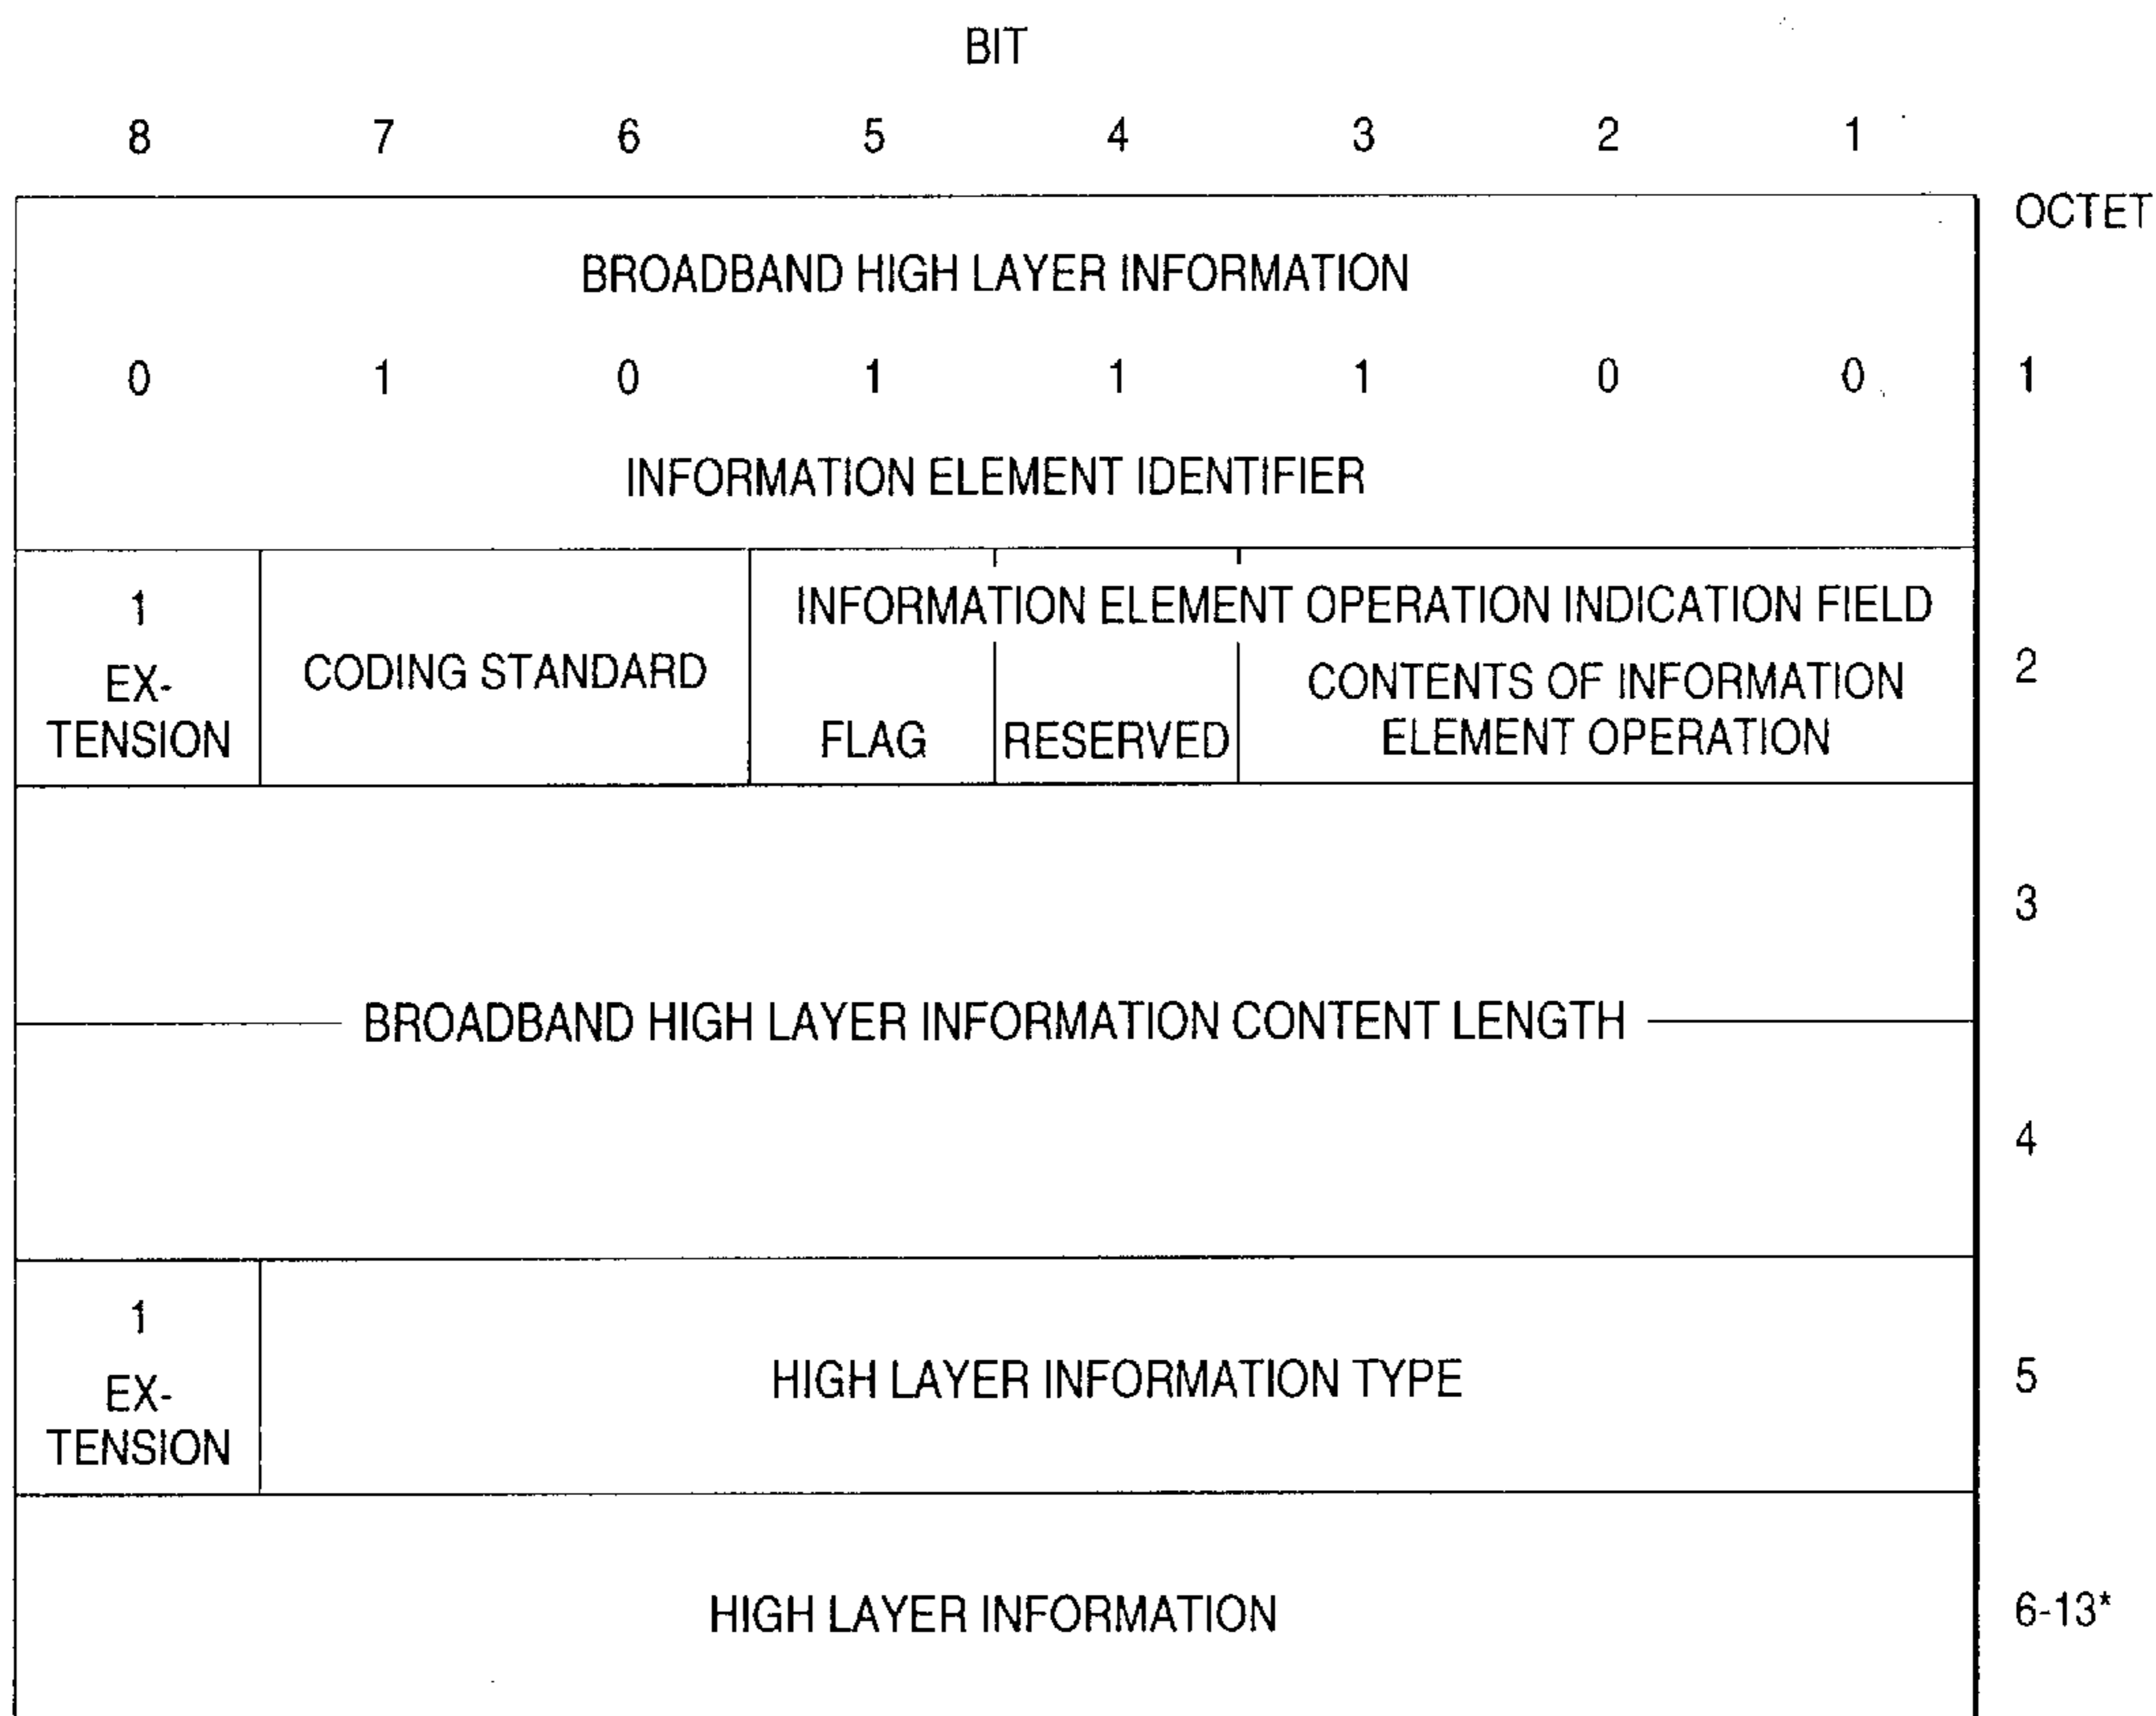 BIT
8 7 6 5 4 3 2 1
OCTET
BROADBAND HIGH LAYER INFORMATION
0 1 0 1 1 1 0 0 1
INFORMATION ELEMENT IDENTIFIER
1
EX-
TENSION
CODING STANDARD
INFORMATION ELEMENT OPERATION INDICATION FIELD
FLAG
RESERVED
CONTENTS OF INFORMATION
ELEMENT OPERATION
2
3
BROADBAND HIGH LAYER INFORMATION CONTENT LENGTH
4
1
EX-
TENSION
HIGH LAYER INFORMATION TYPE
5
HIGH LAYER INFORMATION
6-13*